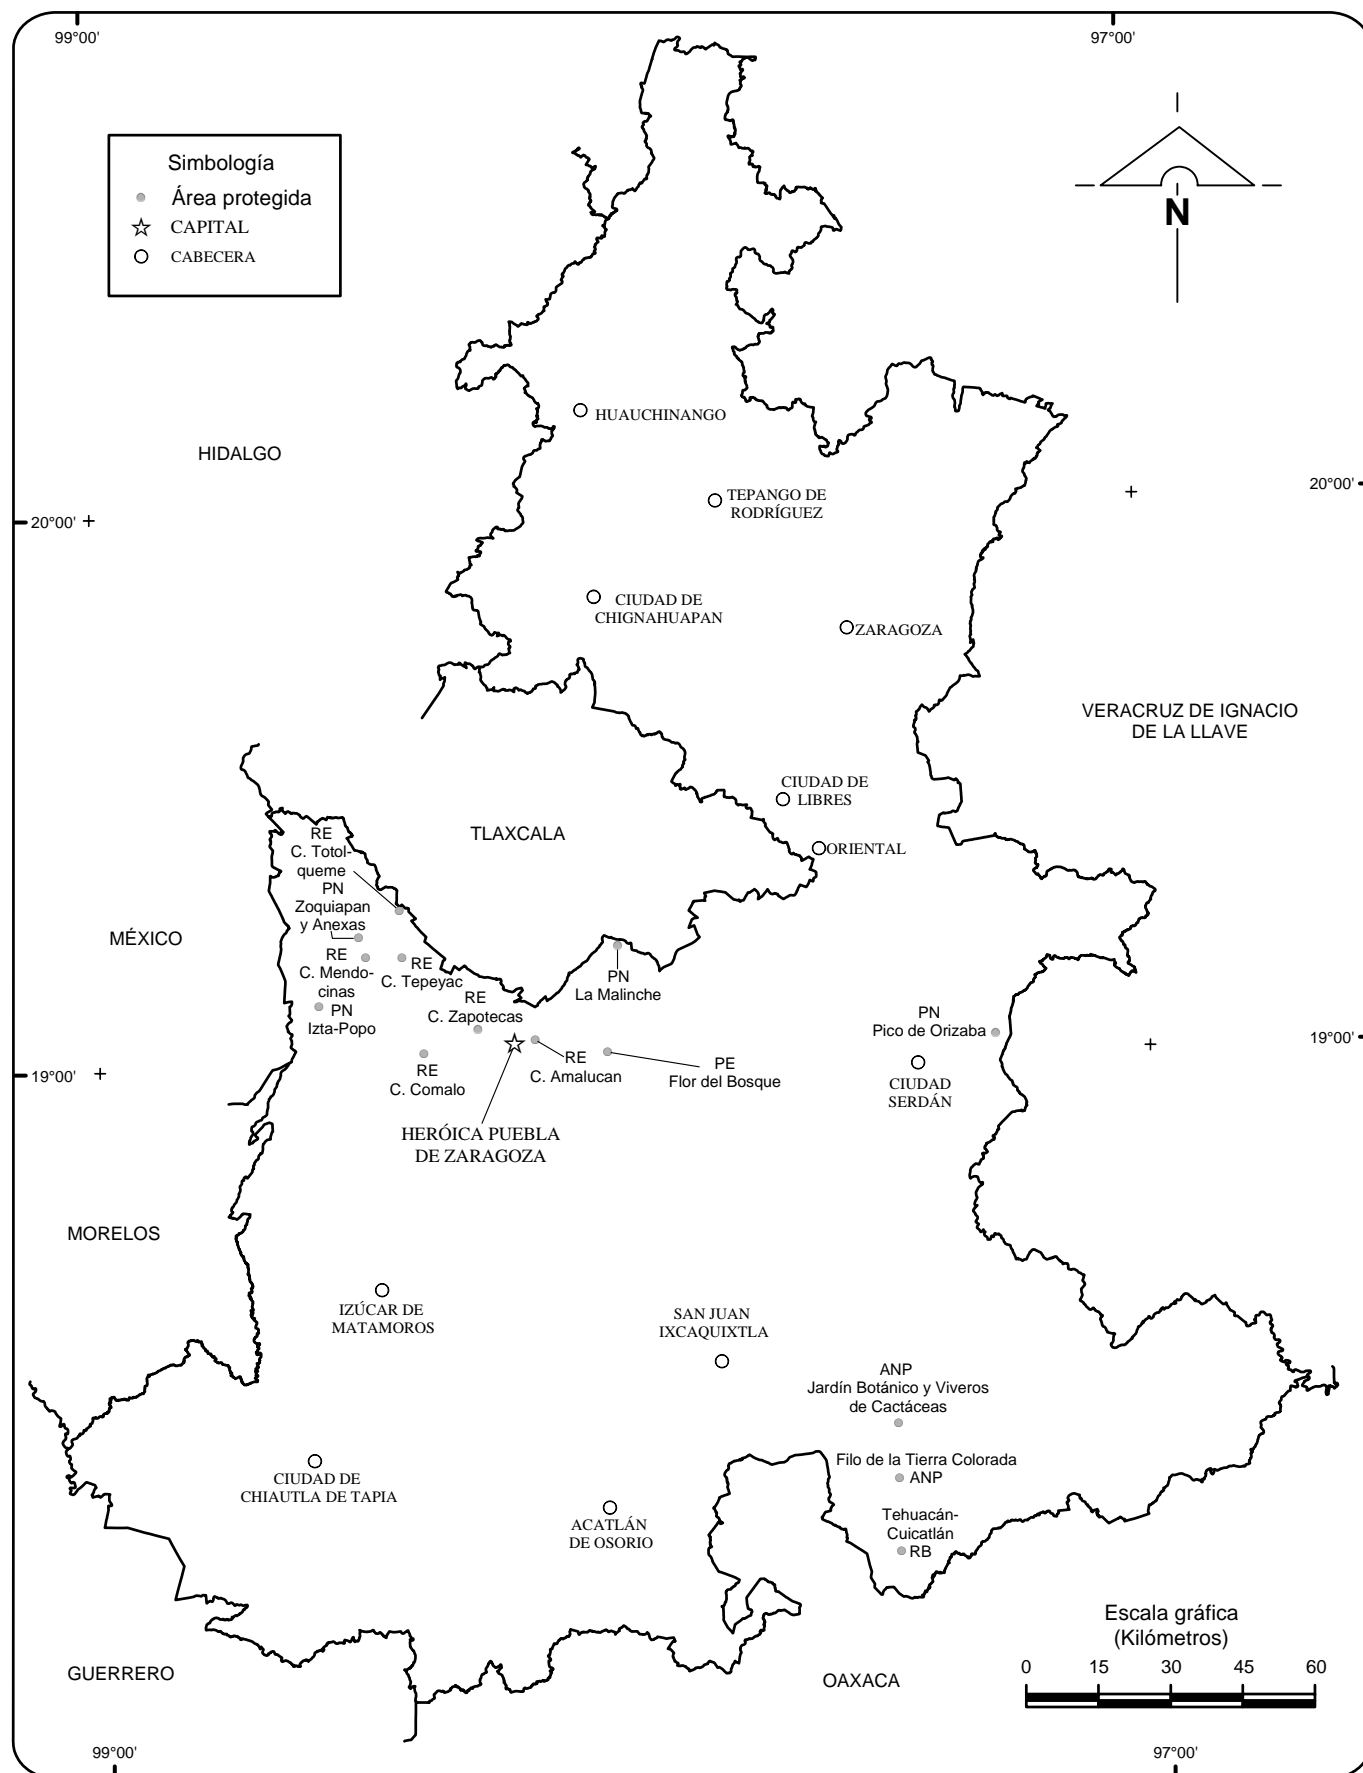 99°00'
97°00'
Simbología
Área protegida
CAPITAL
CABECERA
N
HUAUCHINANGO
HIDALGO
TEPANGO DE
RODRÍGUEZ
20°00'
20°00'
CIUDAD DE
CHIGNAHUAPAN
ZARAGOZA
VERACRUZ DE IGNACIO
DE LA LLAVE
CIUDAD DE
LIBRES
TLAXCALA
ORIENTAL
RE
C. Totol-
queme
PN
Zoquiapan
y Anexas
MÉXICO
RE
C. Mendo-
cinas
RE
C. Tepeyac
PN
La Malinche
PN
Izta-Popo
RE
C. Zapotecas
PN
Pico de Orizaba
19°00'
19°00'
RE
C. Comalo
RE
C. Amalucan
PE
Flor del Bosque
CIUDAD
SERDÁN
HERÓICA PUEBLA
DE ZARAGOZA
MORELOS
IZÚCAR DE
MATAMOROS
SAN JUAN
IXCAQUIXTLA
ANP
Jardín Botánico y Viveros
de Cactáceas
Filo de la Tierra Colorada
ANP
CIUDAD DE
CHIAUTLA DE TAPIA
ACATLÁN
DE OSORIO
Tehuacán-
Cuicatlán
RB
Escala gráfica
(Kilómetros)
0 15 30 45 60
GUERRERO
OAXACA
99°00'
97°00'